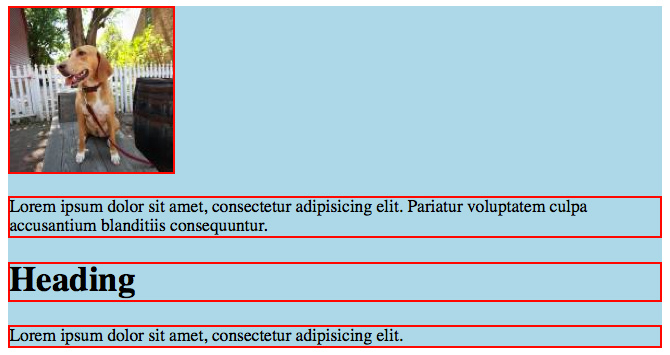 Lorem ipsum dolor sit amet, consectetur adipisicing elit. Pariatur voluptatem culpa
accusantium blanditiis consequuntur.
Heading
Lorem ipsum dolor sit amet, consectetur adipisicing elit.